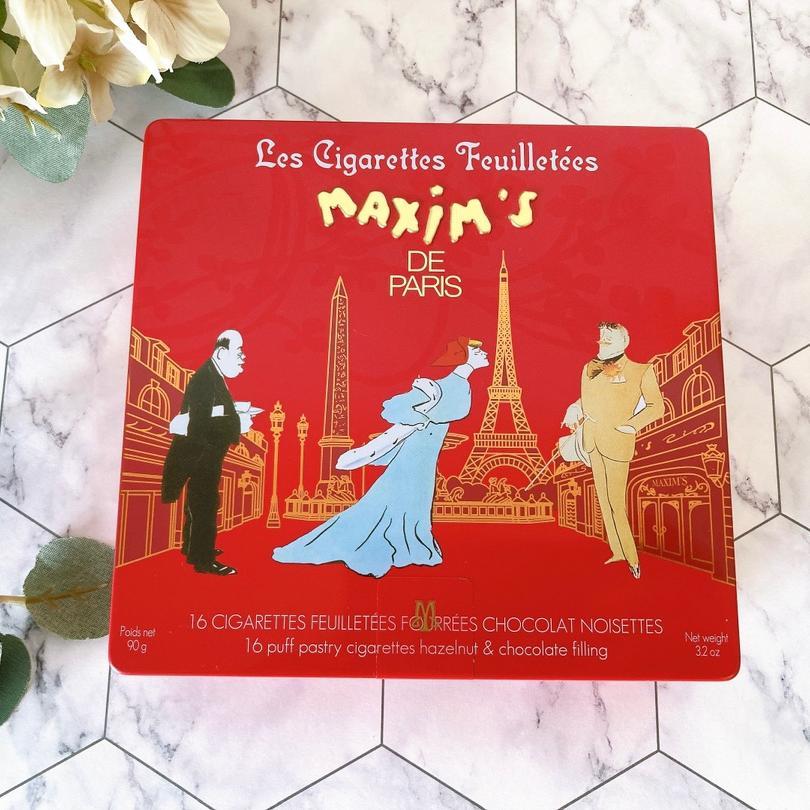 Les Cigarettes Feuilletées
MAXIM'S
DE
PARIS
MAXIM'S
16 CIGARETTES FEUILLETÉES FOURRÉES CHOCOLAT NOISETTES
16 puff pastry cigarettes hazelnut & chocolate filling
Poids net
90 g
Net weight
3.2 oz
M